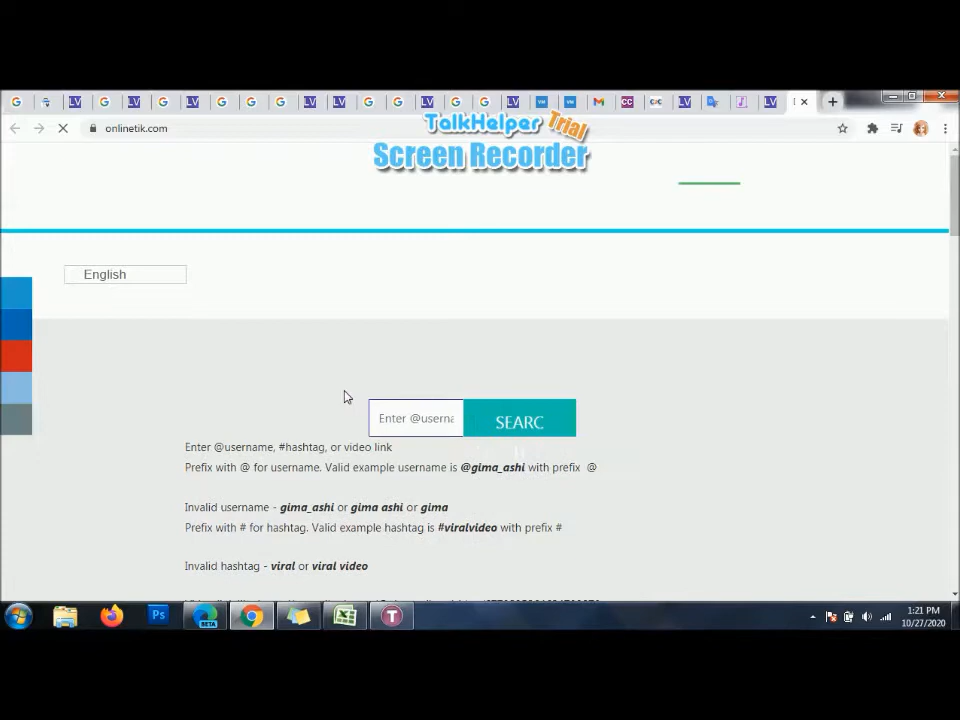 onlinetik.com
TalkHelper Trial
Screen Recorder
English
Enter @userna
SEARC
H
Enter @username, #hashtag, or video link
Prefix with @ for username. Valid example username is @gima_ashi with prefix @
Invalid username - gima_ashi or gima ashi or gima
Prefix with # for hashtag. Valid example hashtag is #viralvideo with prefix #
Invalid hashtag - viral or viral video
1:21 PM
10/27/2020